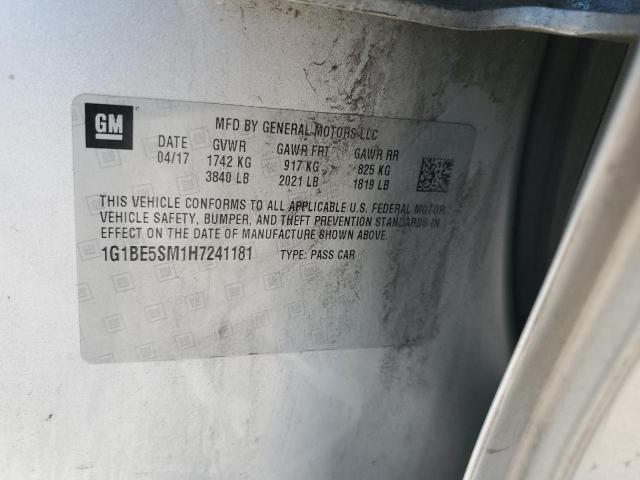 GM
MFD BY GENERAL MOTORS LLC
DATE GVWR GAWR FRT GAWR RR
04/17 1742 KG 917 KG 825 KG
3840 LB 2021 LB 1819 LB
THIS VEHICLE CONFORMS TO ALL APPLICABLE U.S. FEDERAL MOTOR
VEHICLE SAFETY, BUMPER, AND THEFT PREVENTION STANDARDS IN
EFFECT ON THE DATE OF MANUFACTURE SHOWN ABOVE.
1G1BE5SM1H7241181 TYPE: PASS CAR